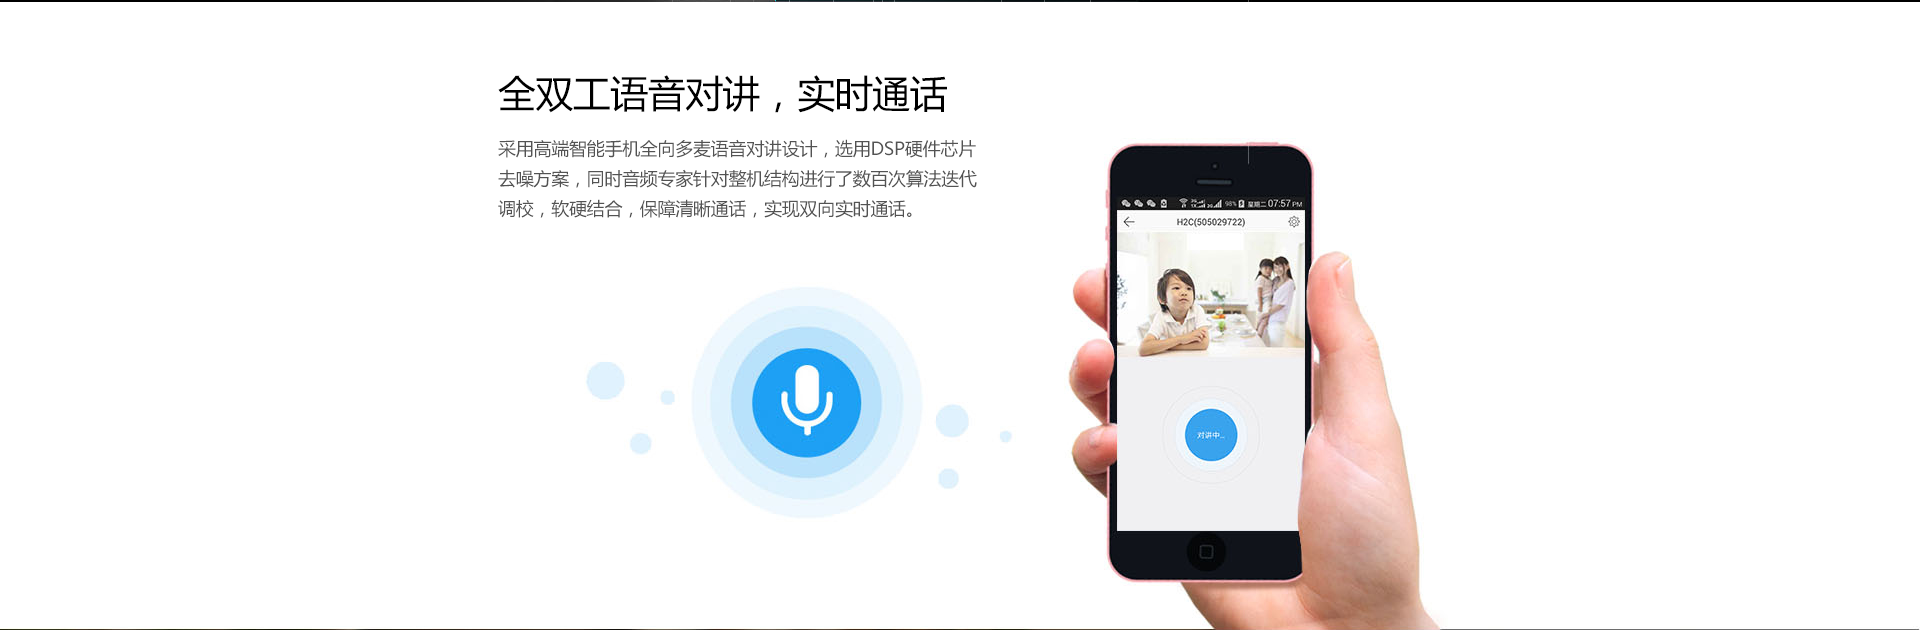 全双工语音对讲，实时通话
采用高端智能手机全向多麦语音对讲设计，选用DSP硬件芯片
去噪方案，同时音频专家针对整机结构进行了数百次算法迭代
调校，软硬结合，保障清晰通话，实现双向实时通话。
98% 星期二 07:57 PM
H2C(505029722)
对讲中...